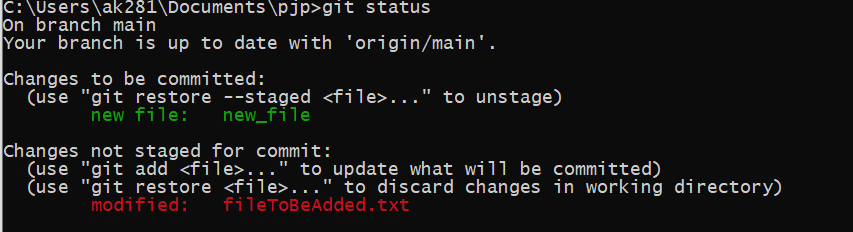 C:\Users\ak281\Documents\pjp>git status
On branch main
Your branch is up to date with 'origin/main'.

Changes to be committed:
  (use "git restore --staged <file>..." to unstage)
        new file:   new_file

Changes not staged for commit:
  (use "git add <file>..." to update what will be committed)
  (use "git restore <file>..." to discard changes in working directory)
        modified:   fileToBeAdded.txt